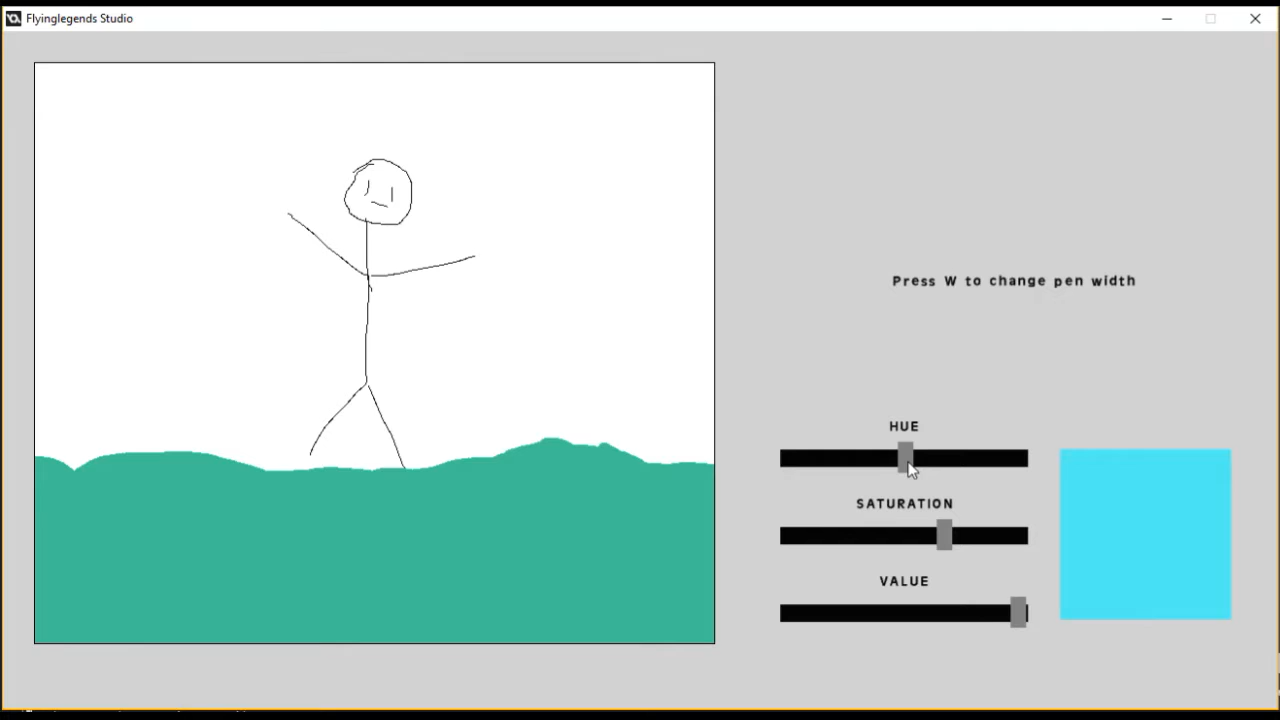 Flyinglegends Studio
Press W to change pen width
HUE
SATURATION
VALUE